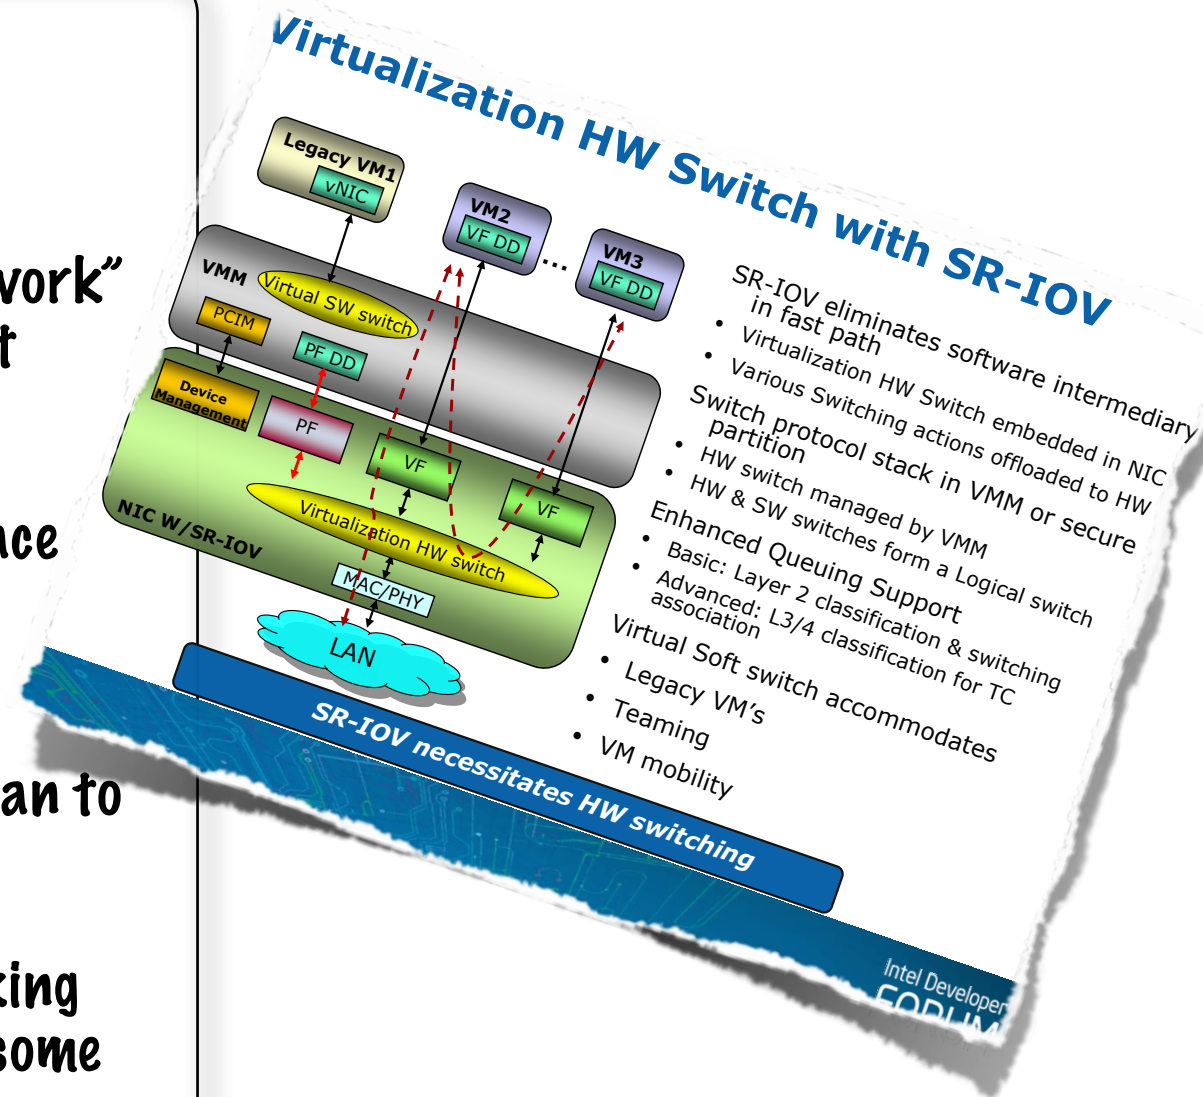 work”
t
nce
an to
king
some
Virtualization HW Switch with SR-IOV
Legacy VM1
vNIC
VM2
VF DD
...
VM3
VF DD
VMM
Virtual SW switch
PCIM
PF DD
Device
Management
PF
VF
VF
NIC W/SR-IOV
Virtualization HW switch
MAC/PHY
LAN
SR-IOV eliminates software intermediary
in fast path
• Virtualization HW Switch embedded in NIC
• Various Switching actions offloaded to HW
Switch protocol stack in VMM or secure
partition
• HW switch managed by VMM
• HW & SW switches form a Logical switch
Enhanced Queuing Support
• Basic: Layer 2 classification & switching
• Advanced: L3/4 classification for TC
association
Virtual Soft switch accommodates
• Legacy VM’s
• Teaming
• VM mobility
SR-IOV necessitates HW switching
Intel Developer
FORUM